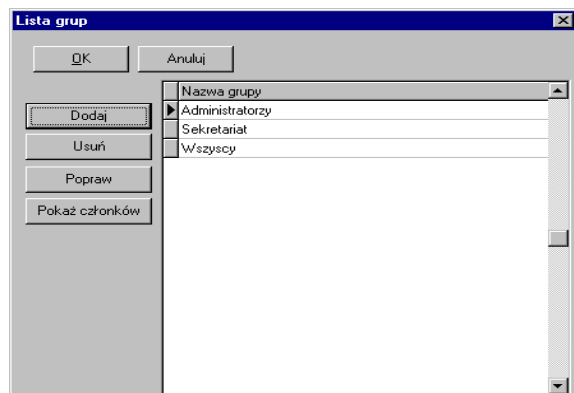 Lista grup
OK
Anuluj
Nazwa grupy
Dodaj
Administratorzy
Sekretariat
Usuń
Wszyscy
Popraw
Pokaż członków